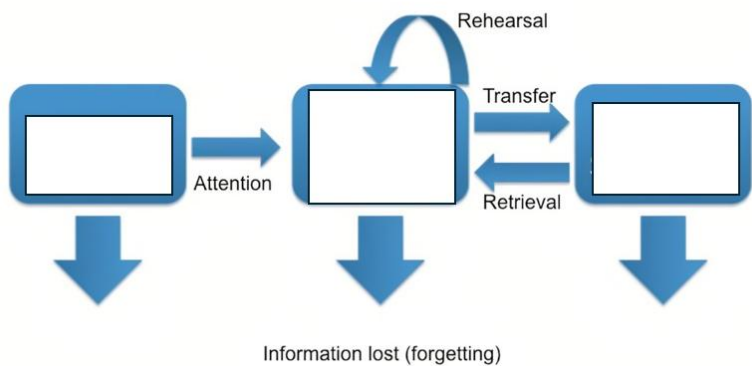 Rehearsal
Transfer
Attention
Retrieval
Information lost (forgetting)